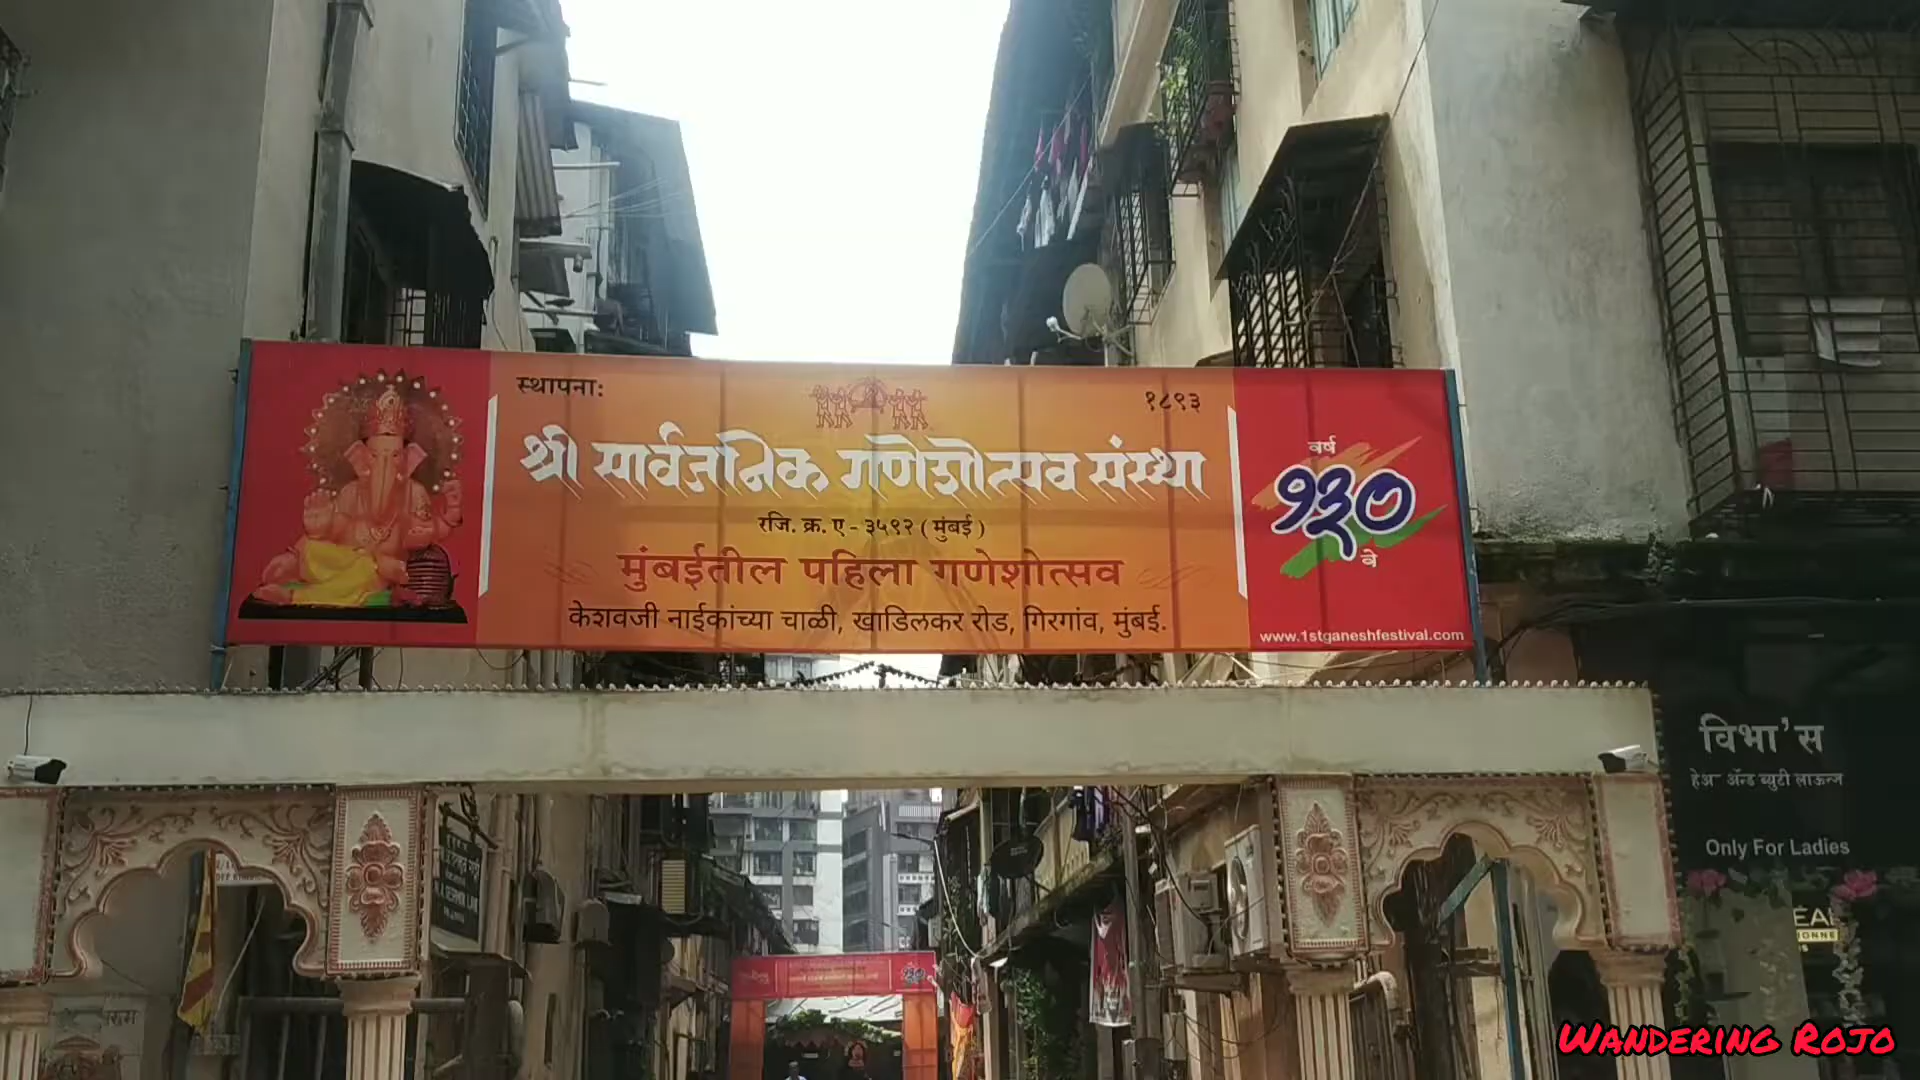 स्थापना:
१८९३
श्री सार्वजनिक गणेशोत्सव संस्था
रजि. क्र. ए - ३५९२ ( मुंबई )
मुंबईतील पहिला गणेशोत्सव
केशवजी नाईकांच्या चाळी, खाडिलकर रोड, गिरगांव, मुंबई.
वर्ष
१३०
वे
www.1stganeshfestival.com
विभा'स
हेअर अॅन्ड ब्युटी लाऊन्ज
Only For Ladies
WANDERING ROJO